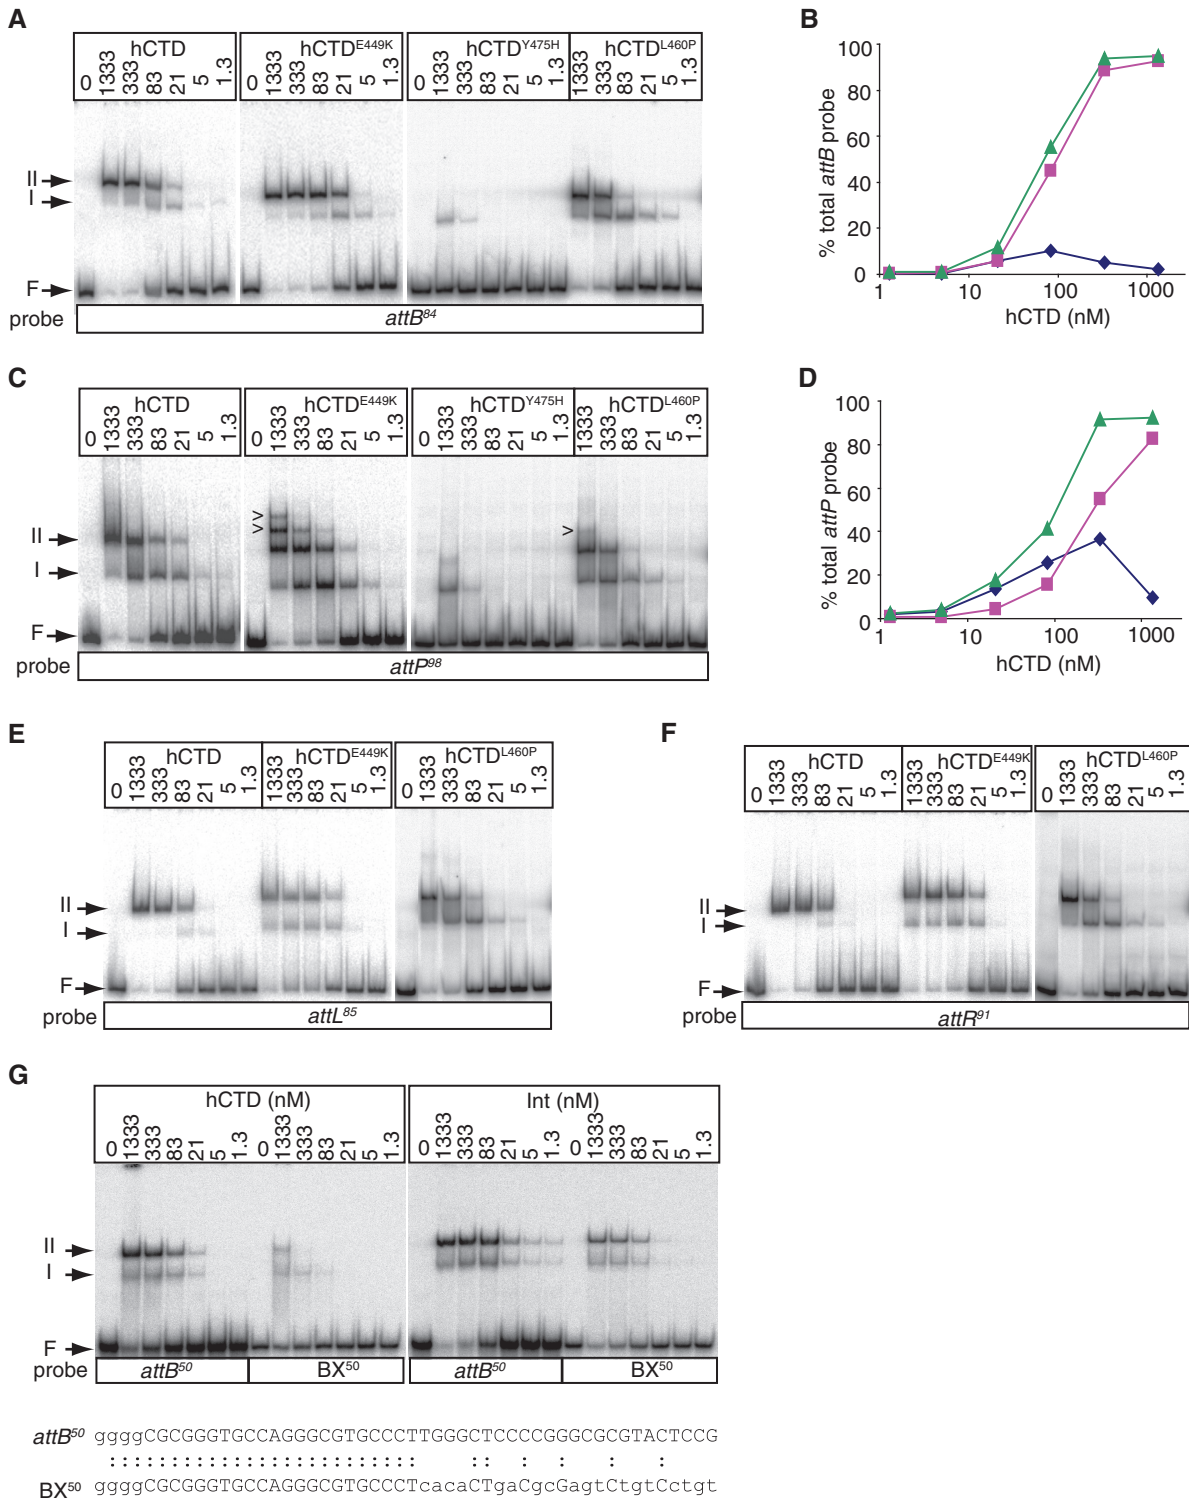 A
hCTD hCTD^E449K hCTD^Y475H hCTD^L460P
0 1333 333 83 21 5 1.3 0 1333 333 83 21 5 1.3 0 1333 333 83 21 5 1.3 1333 333 83 21 5 1.3
II
I
F
probe attB^84
B
% total attB probe
100
80
60
40
20
0
1 10 100 1000
hCTD (nM)
C
hCTD hCTD^E449K hCTD^Y475H hCTD^L460P
0 1333 333 83 21 5 1.3 0 1333 333 83 21 5 1.3 0 1333 333 83 21 5 1.3 1333 333 83 21 5 1.3
>
> >
II
I
F
probe attP^98
D
% total attP probe
100
80
60
40
20
0
1 10 100 1000
hCTD (nM)
E
hCTD hCTD^E449K hCTD^L460P
0 1333 333 83 21 5 1.3 1333 333 83 21 5 1.3 0 1333 333 83 21 5 1.3
II
I
F
probe attL^85
F
hCTD hCTD^E449K hCTD^L460P
0 1333 333 83 21 5 1.3 1333 333 83 21 5 1.3 0 1333 333 83 21 5 1.3
II
I
F
probe attR^91
G
hCTD (nM) Int (nM)
0 1333 333 83 21 5 1.3 0 1333 333 83 21 5 1.3 0 1333 333 83 21 5 1.3 0 1333 333 83 21 5 1.3
II
I
F
probe attB^50 BX^50 attB^50 BX^50
attB^50 ggggCGCGGGTGCCAGGGCGTGCCCTTGGGCTCCCCGGGCGCGTACTCCG
:::::::::::::::::::::::: :: : : : :
BX^50 ggggCGCGGGTGCCAGGGCGTGCCCTcacaCTgaCgcGagtCtgtCctgt